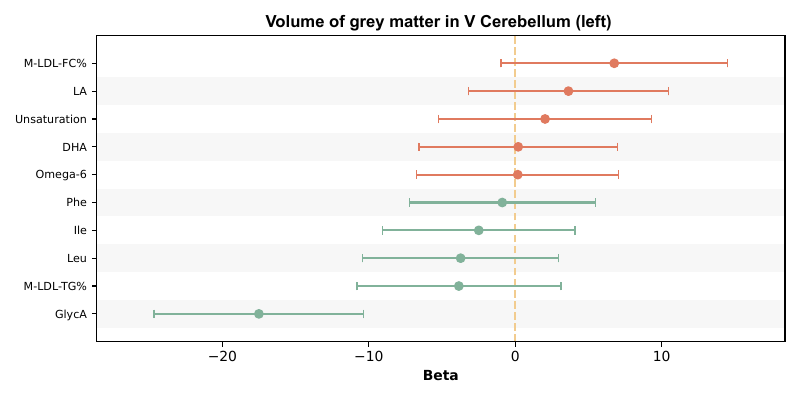 Volume of grey matter in V Cerebellum (left)
M-LDL-FC%
LA
Unsaturation
DHA
Omega-6
Phe
Ile
Leu
M-LDL-TG%
GlycA
−20 −10 0 10
Beta